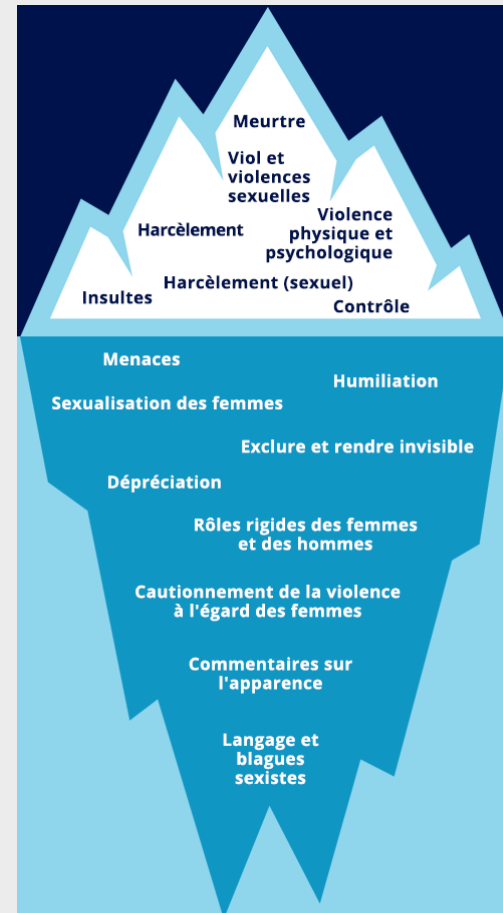 Meurtre
Viol et
violences
sexuelles
Harcèlement
Violence
physique et
psychologique
Harcèlement (sexuel)
Insultes
Contrôle
Menaces
Humiliation
Sexualisation des femmes
Exclure et rendre invisible
Dépréciation
Rôles rigides des femmes
et des hommes
Cautionnement de la violence
à l'égard des femmes
Commentaires sur
l'apparence
Langage et
blagues
sexistes